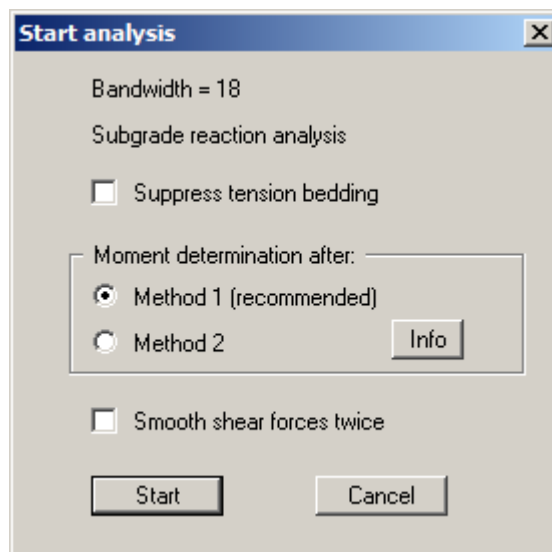 Start analysis
Bandwidth = 18
Subgrade reaction analysis
Suppress tension bedding
Moment determination after:
Method 1 (recommended)
Method 2
Info
Smooth shear forces twice
Start
Cancel